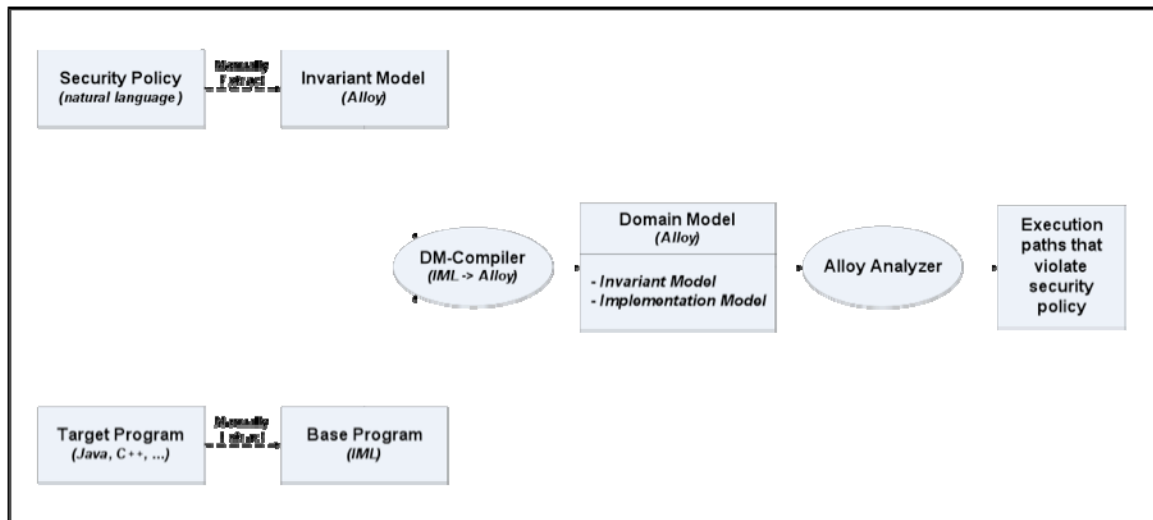 Security Policy
(natural language)
Manually
Extract
Invariant Model
(Alloy)
DM-Compiler
(IML -> Alloy)
Domain Model
(Alloy)
- Invariant Model
- Implementation Model
Alloy Analyzer
Execution
paths that
violate
security
policy
Target Program
(Java, C++, ...)
Manually
Extract
Base Program
(IML)